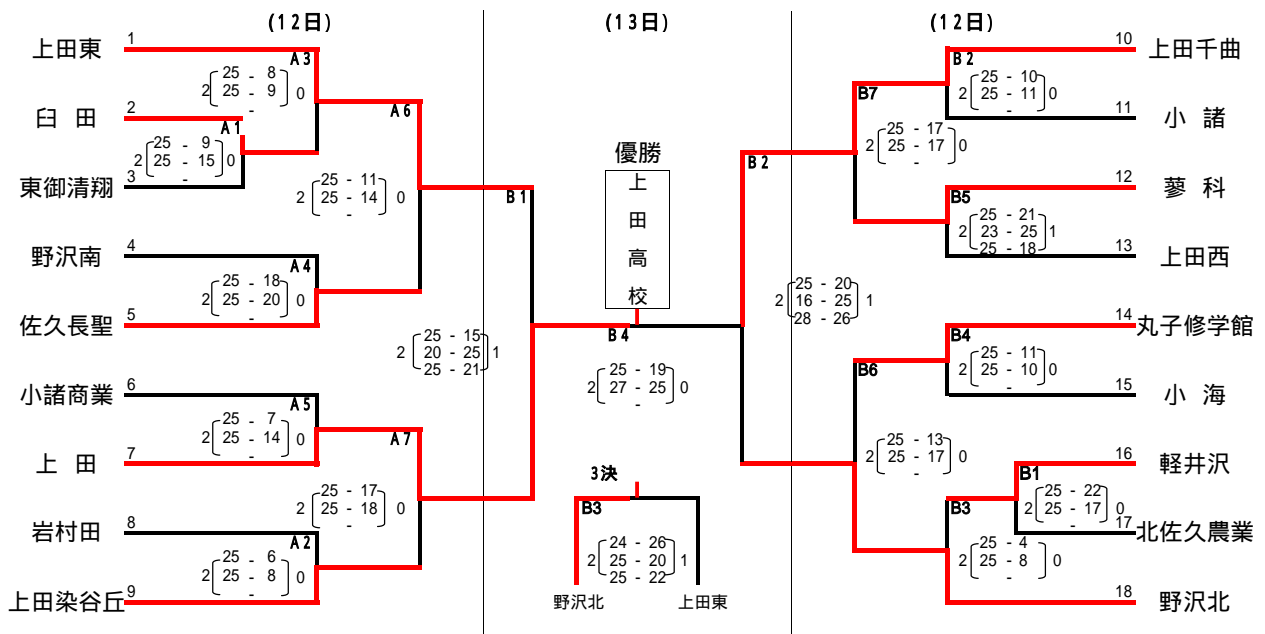 (12日)
(13日)
(12日)
1 上田東
2 臼 田
3 東御清翔
4 野沢南
5 佐久長聖
6 小諸商業
7 上 田
8 岩村田
9 上田染谷丘
A3
2 25 - 8 0
25 - 9
-
A1
2 25 - 9 0
25 - 15
-
A6
2 25 - 11 0
25 - 14
-
A4
2 25 - 18 0
25 - 20
-
A5
2 25 - 7 0
25 - 14
-
A7
2 25 - 17 0
25 - 18
-
A2
2 25 - 6 0
25 - 8
-
B1
2 25 - 15 1
20 - 25
25 - 21
優勝
上
田
高
校
B4
2 25 - 19 0
27 - 25
-
3決
B3
2 24 - 26 1
25 - 20
25 - 22
野沢北
上田東
B2
2 25 - 20 1
16 - 25
28 - 26
B7
2 25 - 17 0
25 - 17
-
B2
2 25 - 10 0
25 - 11
-
B5
2 25 - 21 1
23 - 25
25 - 18
B6
2 25 - 13 0
25 - 17
-
B4
2 25 - 11 0
25 - 10
-
B1
2 25 - 22 0
25 - 17
-
B3
2 25 - 4 0
25 - 8
-
10 上田千曲
11 小 諸
12 蓼 科
13 上田西
14 丸子修学館
15 小 海
16 軽井沢
17 北佐久農業
18 野沢北